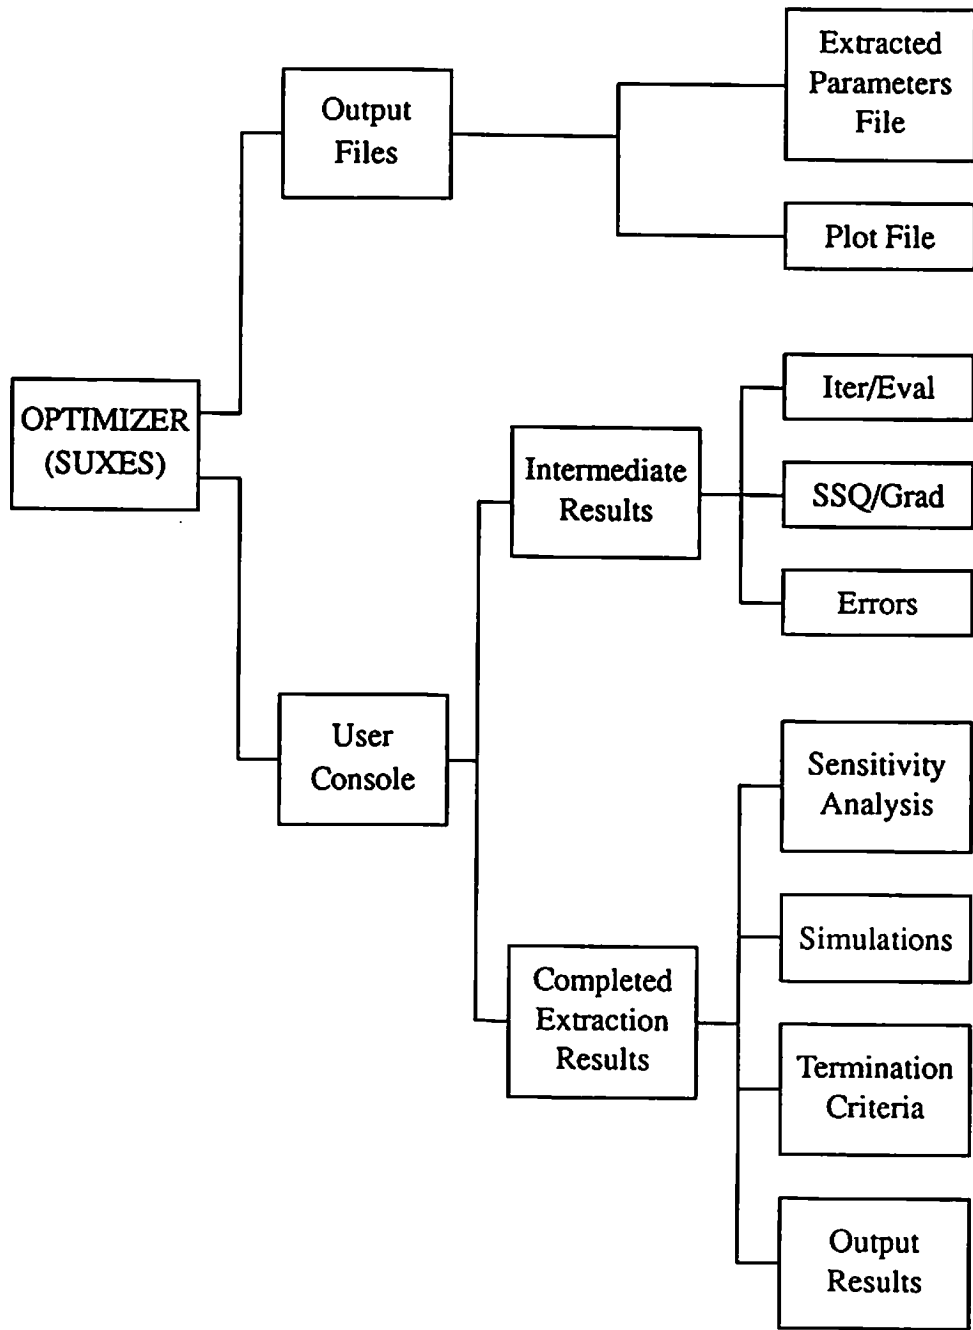 Extracted
Parameters
File
Output
Files
Plot File
OPTIMIZER
(SUXES)
Iter/Eval
Intermediate
Results
SSQ/Grad
Errors
User
Console
Sensitivity
Analysis
Simulations
Completed
Extraction
Results
Termination
Criteria
Output
Results